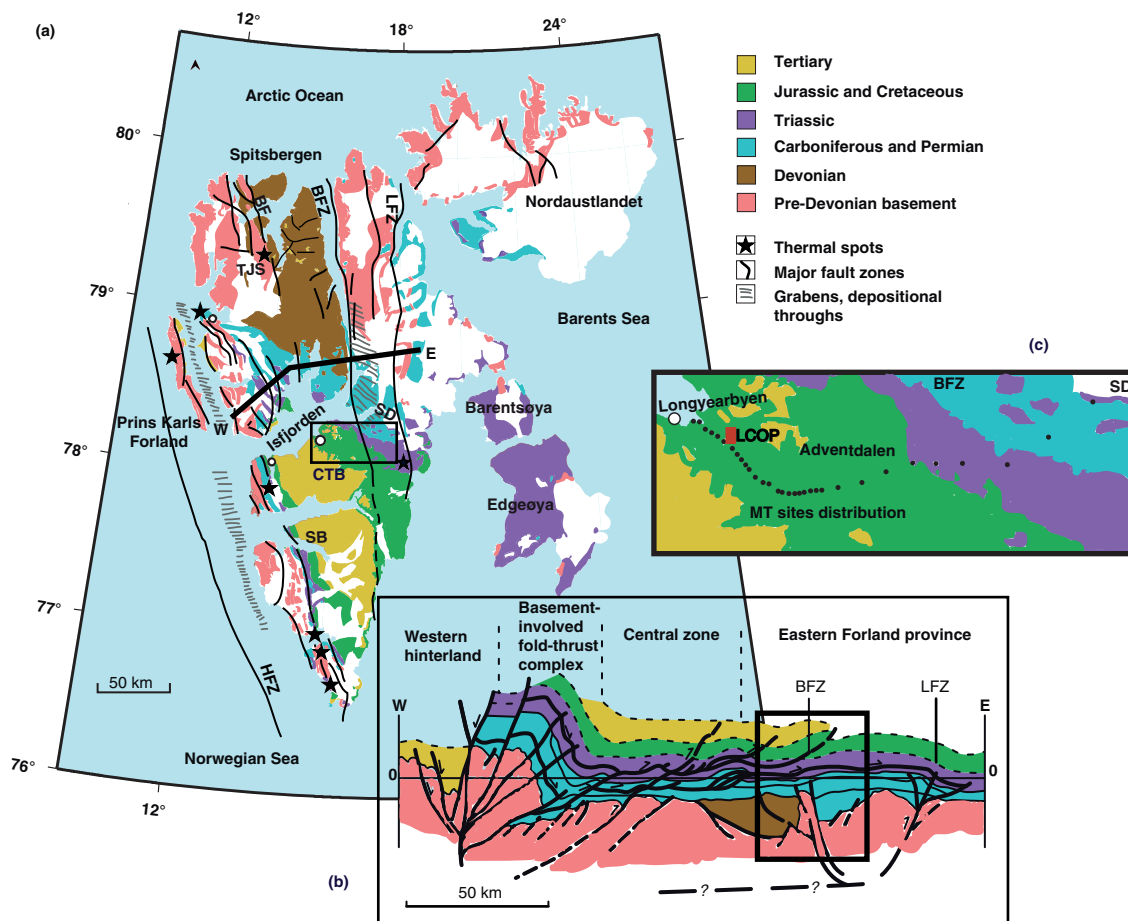 (a)
12°
18°
24°
Arctic Ocean
80°
Spitsbergen
BF
BFZ
LFZ
Nordaustlandet
TJS
79°
Barents Sea
E
Prins Karls
Forland
W
Isfjorden
SD
Barentsøya
78°
CTB
Edgeøya
SB
77°
HFZ
50 km
Norwegian Sea
76°
12°
Tertiary
Jurassic and Cretaceous
Triassic
Carboniferous and Permian
Devonian
Pre-Devonian basement
Thermal spots
Major fault zones
Grabens, depositional
throughs
(c)
BFZ
SD
Longyearbyen
LCOP
Adventdalen
MT sites distribution
Basement-
involved
fold-thrust
complex
Western
hinterland
Central zone
Eastern Forland province
BFZ
LFZ
W
E
0
0
(b)
50 km
?
?